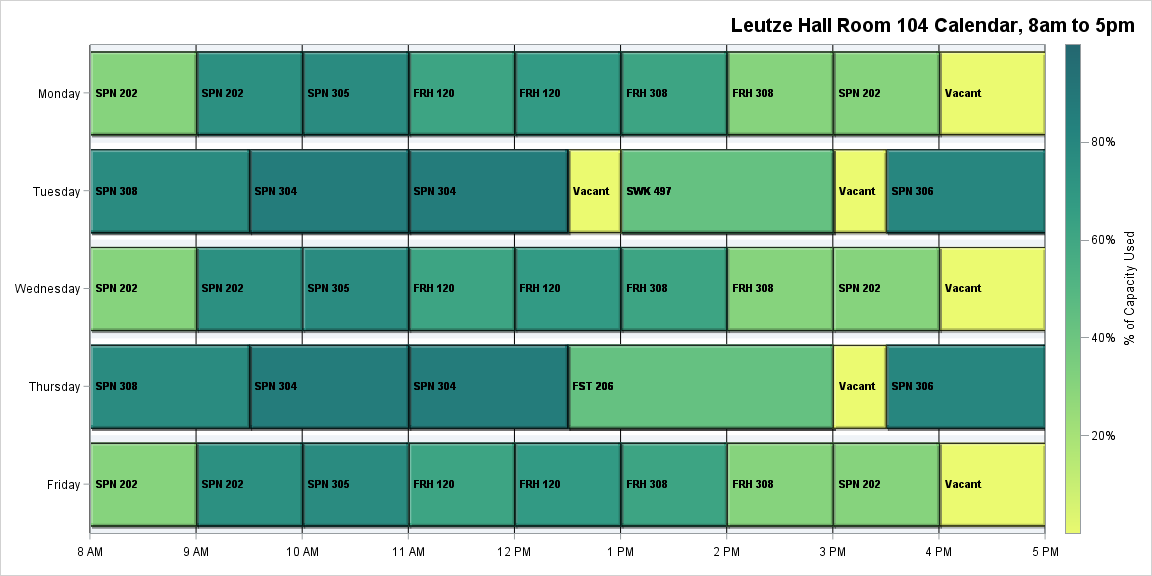 Leutze Hall Room 104 Calendar, 8am to 5pm
Monday
SPN 202
SPN 202
SPN 305
FRH 120
FRH 120
FRH 308
FRH 308
SPN 202
Vacant
Tuesday
SPN 308
SPN 304
SPN 304
Vacant
SWK 497
Vacant
SPN 306
Wednesday
SPN 202
SPN 202
SPN 305
FRH 120
FRH 120
FRH 308
FRH 308
SPN 202
Vacant
Thursday
SPN 308
SPN 304
SPN 304
FST 206
Vacant
SPN 306
Friday
SPN 202
SPN 202
SPN 305
FRH 120
FRH 120
FRH 308
FRH 308
SPN 202
Vacant
8 AM
9 AM
10 AM
11 AM
12 PM
1 PM
2 PM
3 PM
4 PM
5 PM
80%
60%
40%
20%
% of Capacity Used